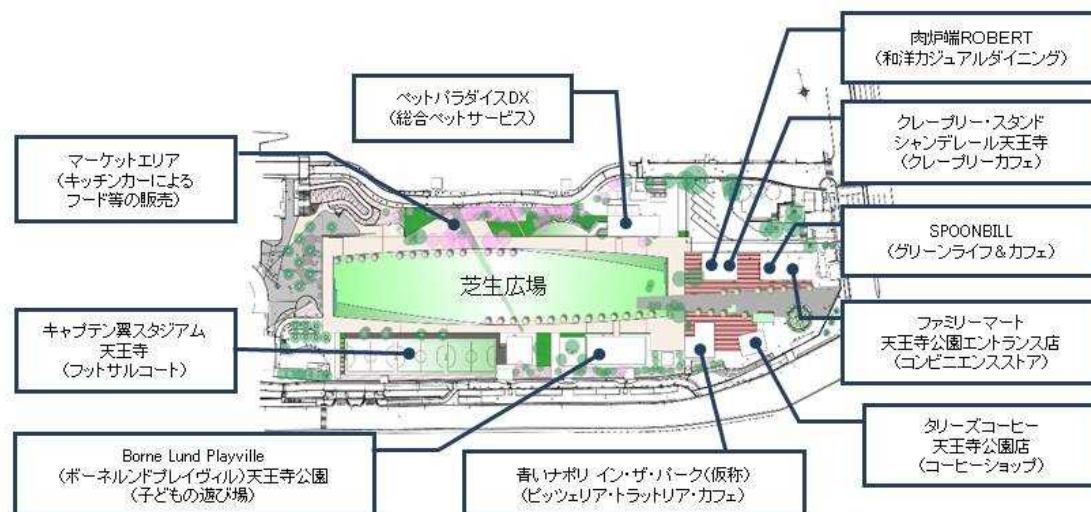 肉炉端ROBERT
(和洋カジュアルダイニング)
ペットパラダイスDX
(総合ペットサービス)
クレープリー・スタンド
シャンデレール天王寺
(クレープリーカフェ)
マーケットエリア
(キッチンカーによる
フード等の販売)
SPOONBILL
(グリーンライフ&カフェ)
芝生広場
キャプテン翼スタジアム
天王寺
(フットサルコート)
ファミリーマート
天王寺公園エントランス店
(コンビニエンスストア)
タリーズコーヒー
天王寺公園店
(コーヒーショップ)
Borne Lund Playville
(ボーネルンドプレイヴィル)天王寺公園
(子どもの遊び場)
青いナポリ イン・ザ・パーク(仮称)
(ピッツェリア・トラットリア・カフェ)